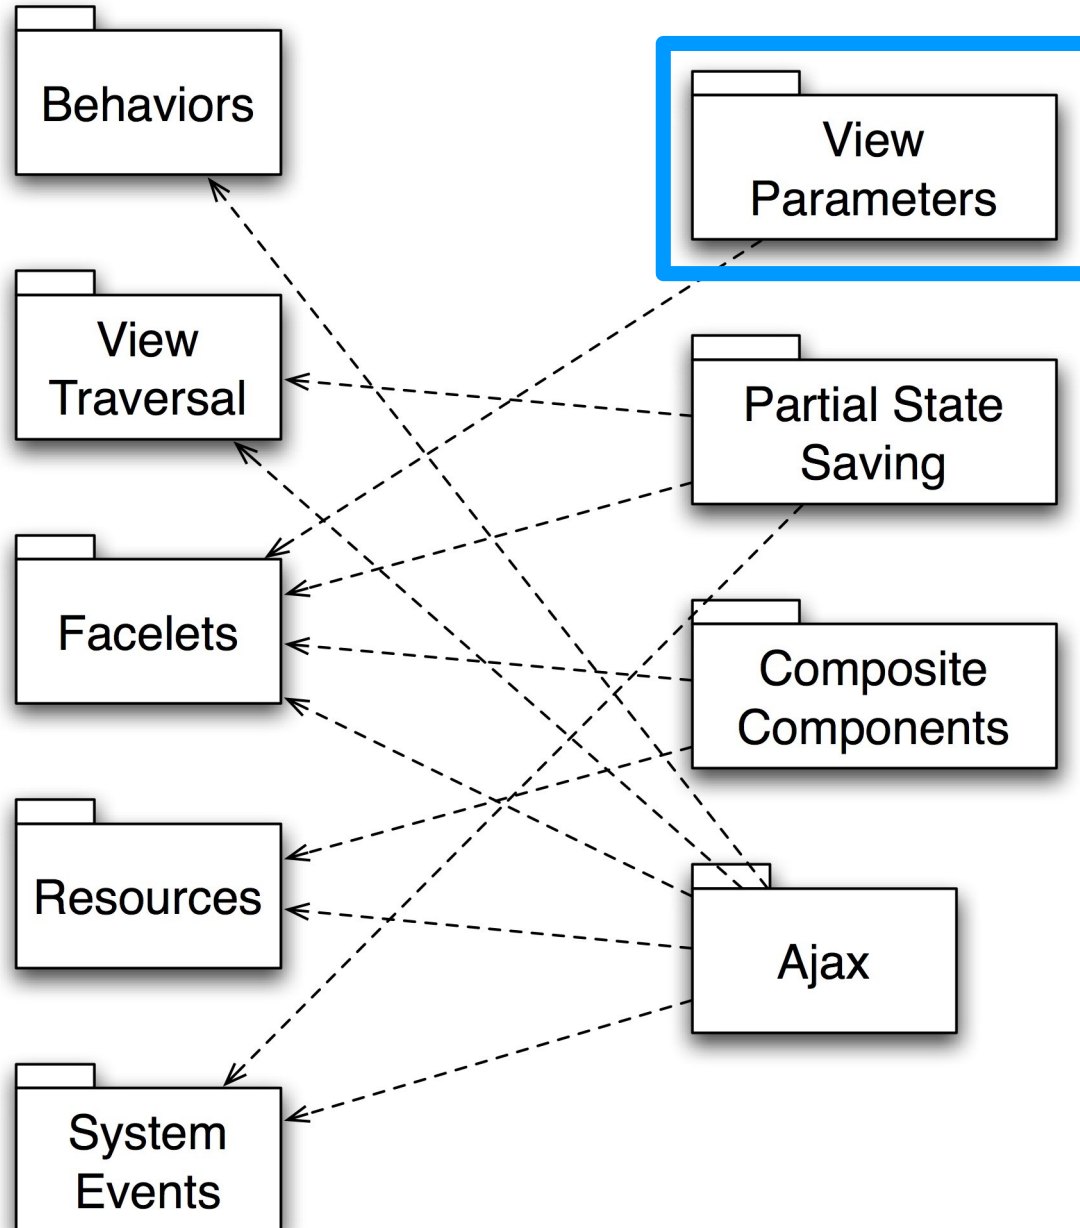 Behaviors
View
Parameters
View
Traversal
Partial State
Saving
Facelets
Composite
Components
Resources
Ajax
System
Events